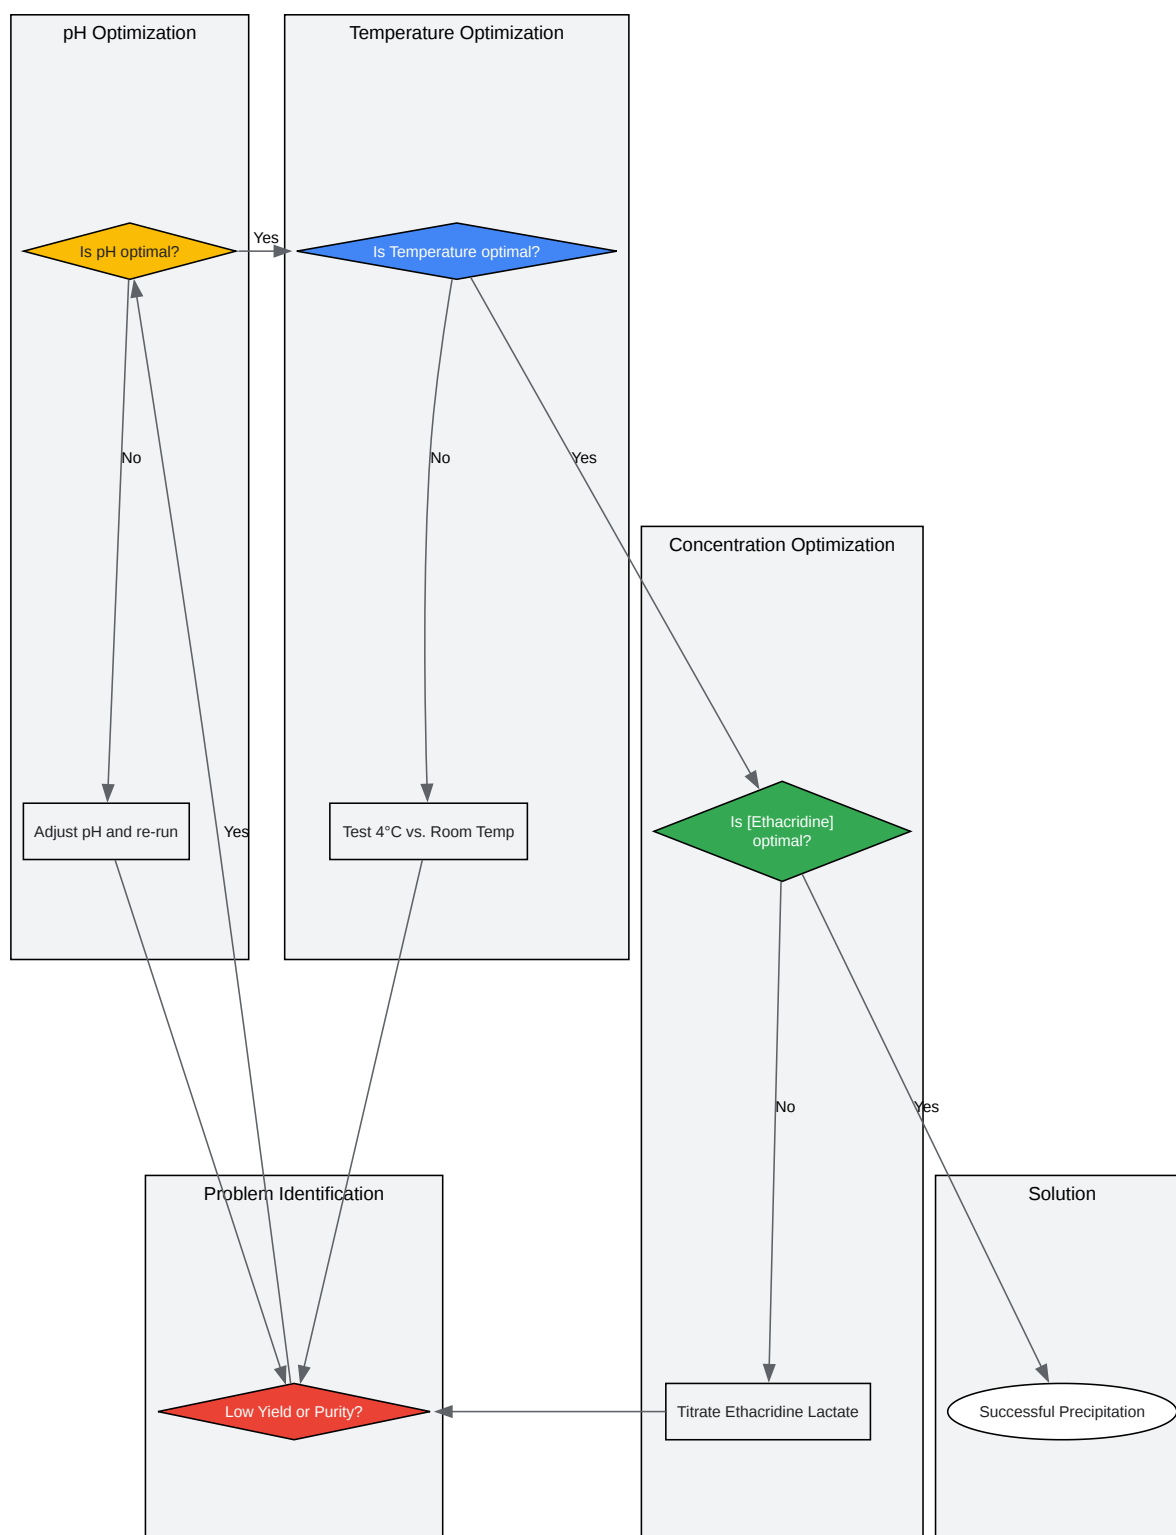 pH Optimization
Temperature Optimization
Is pH optimal?
Yes
Is Temperature optimal?
No
No
Yes
Concentration Optimization
Adjust pH and re-run
Yes
Test 4°C vs. Room Temp
Is [Ethacridine]
optimal?
No
Yes
Problem Identification
Solution
Low Yield or Purity?
Titrate Ethacridine Lactate
Successful Precipitation